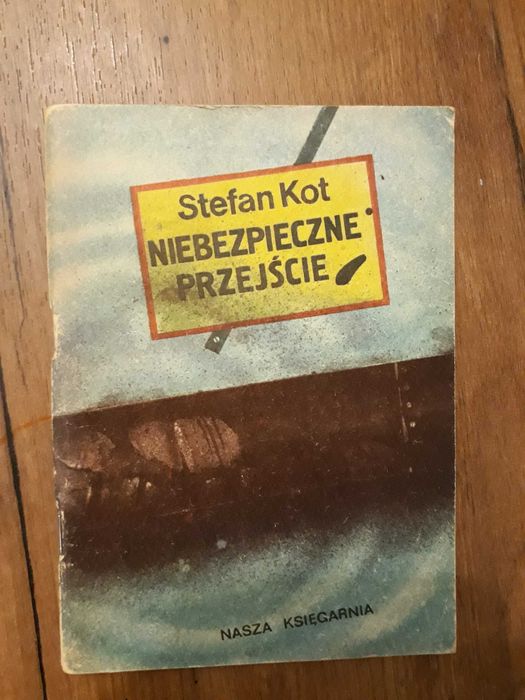 Stefan Kot
NIEBEZPIECZNE
PRZEJŚCIE
NASZA KSIĘGARNIA